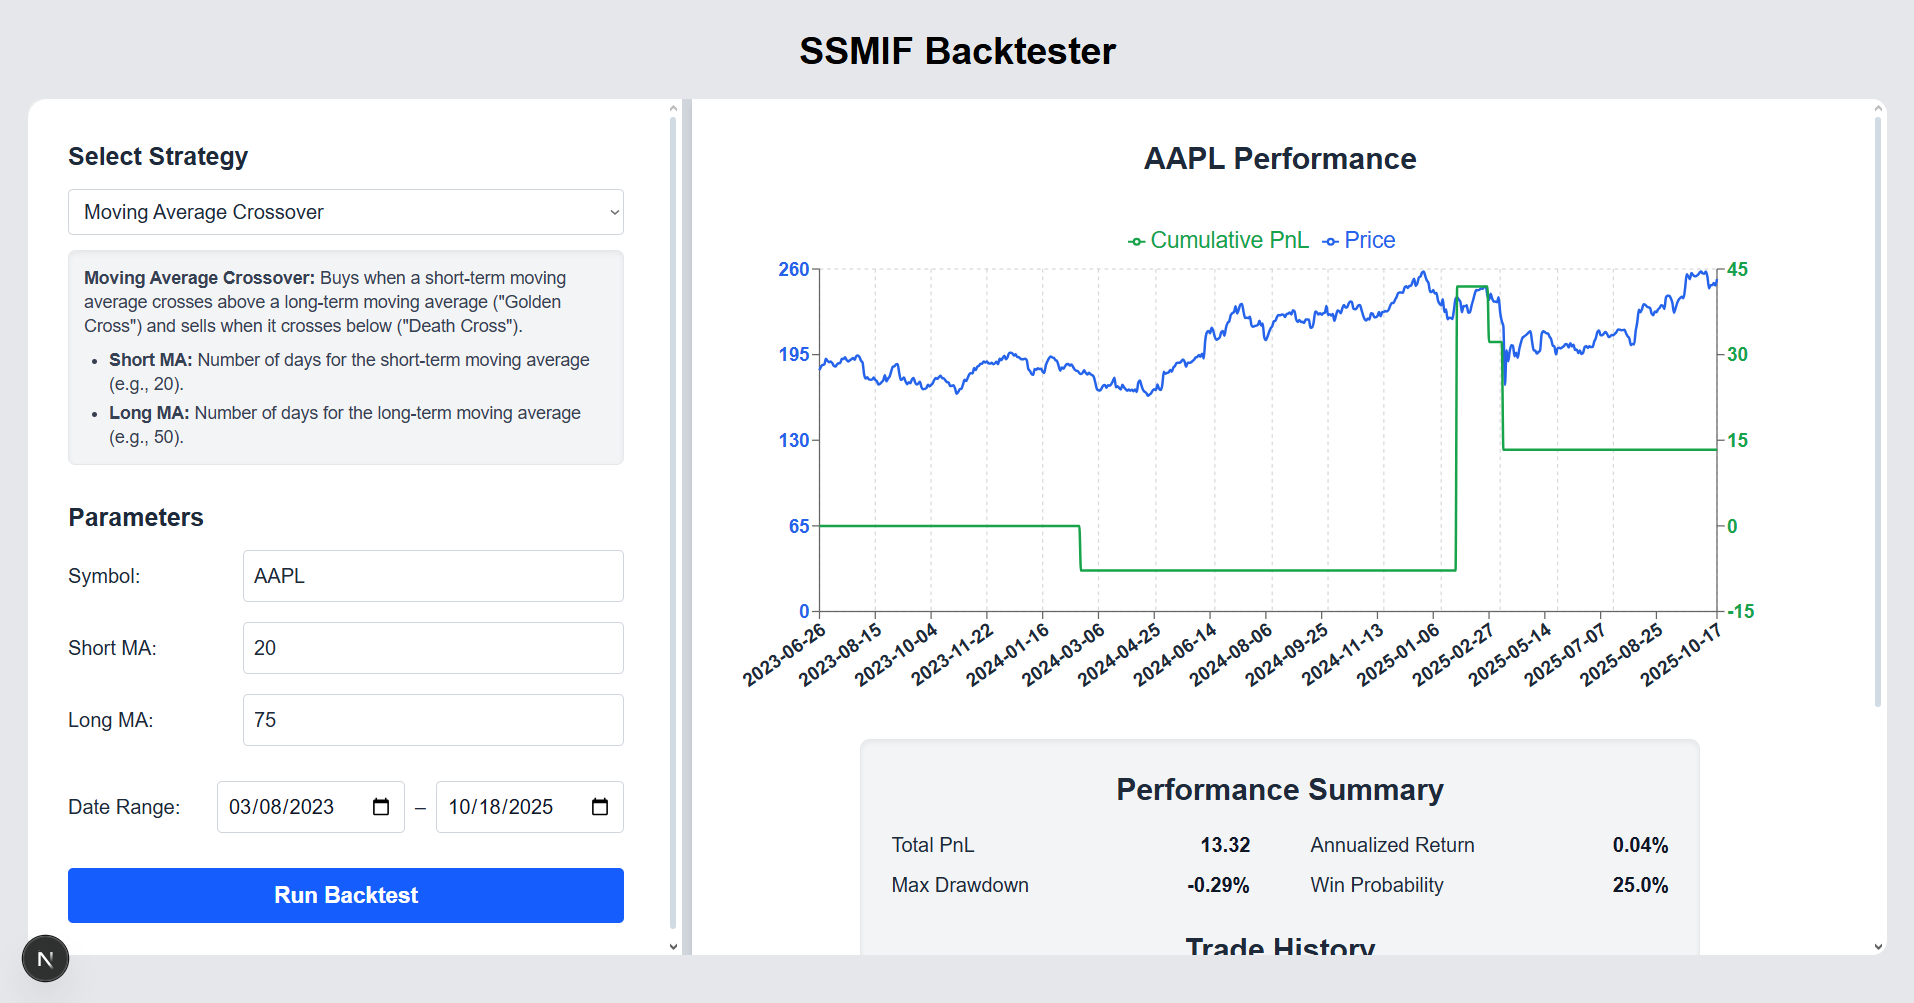 SSMIF Backtester
Select Strategy
Moving Average Crossover
Moving Average Crossover: Buys when a short-term moving
average crosses above a long-term moving average ("Golden
Cross") and sells when it crosses below ("Death Cross").
• Short MA: Number of days for the short-term moving average
(e.g., 20).
• Long MA: Number of days for the long-term moving average
(e.g., 50).
Parameters
Symbol: AAPL
Short MA: 20
Long MA: 75
Date Range: 03/08/2023 – 10/18/2025
Run Backtest
N
AAPL Performance
Cumulative PnL Price
260 45
195 30
130 15
65 0
0 -15
2023-06-26 2023-08-15 2023-10-04 2023-11-22 2024-01-16 2024-03-06 2024-04-25 2024-06-14 2024-08-06 2024-09-25 2024-11-13 2025-01-06 2025-02-27 2025-05-14 2025-07-07 2025-08-25 2025-10-17
Performance Summary
Total PnL 13.32 Annualized Return 0.04%
Max Drawdown -0.29% Win Probability 25.0%
Trade History